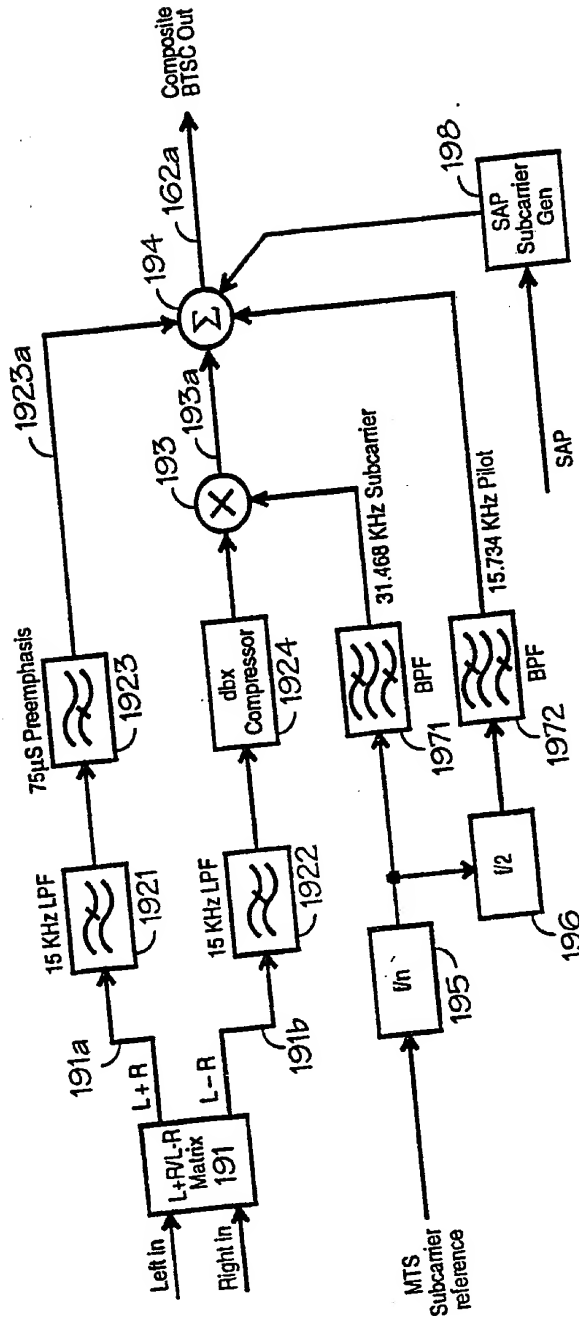 Left In
Right In
L+R/L-R
Matrix
191
L+R
191a
L-R
191b
15 KHz LPF
1921
15 KHz LPF
1922
75µS Preemphasis
1923
1923a
dbx
Compressor
1924
193
193a
194
162a
Composite
BTSC Out
MTS
Subcarrier
reference
f/n
195
f/2
196
BPF
1971
31.468 KHz Subcarrier
BPF
1972
15.734 KHz Pilot
SAP
SAP
Subcarrier
Gen
198
X
Σ